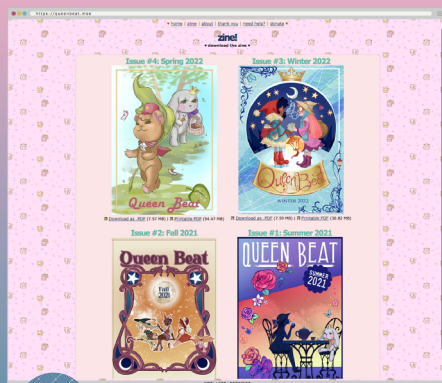 https://queenbeat.moe
♥ home | zine | about | thank you | need help? | donate ♥
zine!
♥ download the zine ♥
Issue #4: Spring 2022
Issue #3: Winter 2022
Queen Beat
Queen Beat
WINTER 2022
Download as .PDF (7.57 MB) | Printable PDF (94.47 MB)
Download as .PDF (7.59 MB) | Printable PDF (38.82 MB)
Issue #2: Fall 2021
Issue #1: Summer 2021
Queen Beat
Fall
2021
QUEEN BEAT
SUMMER
2021